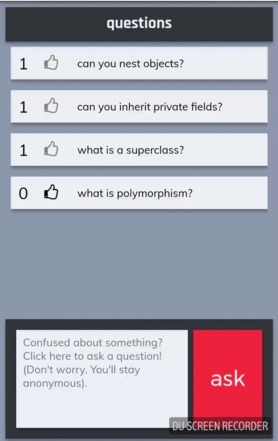 questions
1 can you nest objects?
1 can you inherit private fields?
1 what is a superclass?
0 what is polymorphism?
Confused about something?
Click here to ask a question!
(Don't worry. You'll stay
anonymous).
ask
DU SCREEN RECORDER